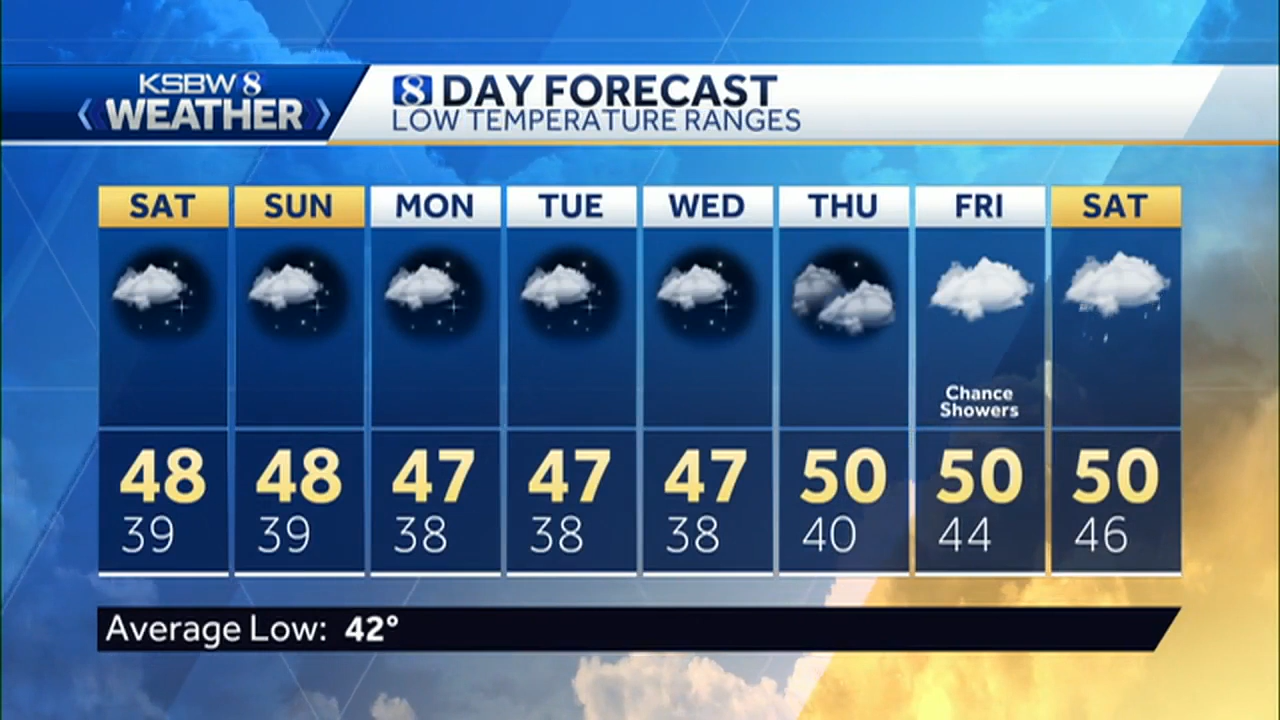 KSBW 8
WEATHER
8 DAY FORECAST
LOW TEMPERATURE RANGES
SAT SUN MON TUE WED THU FRI SAT
Chance
Showers
48 48 47 47 47 50 50 50
39 39 38 38 38 40 44 46
Average Low: 42°